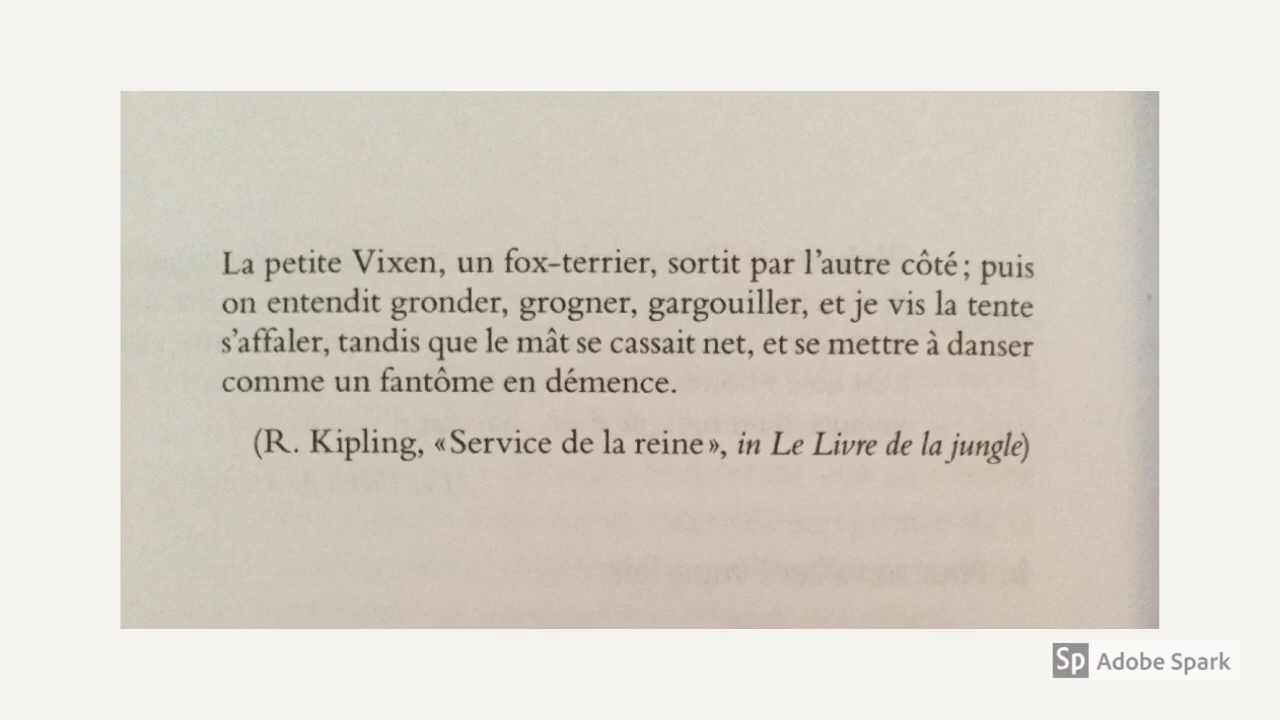 La petite Vixen, un fox-terrier, sortit par l'autre côté ; puis
on entendit gronder, grogner, gargouiller, et je vis la tente
s'affaler, tandis que le mât se cassait net, et se mettre à danser
comme un fantôme en démence.
(R. Kipling, «Service de la reine», in Le Livre de la jungle)
Sp Adobe Spark